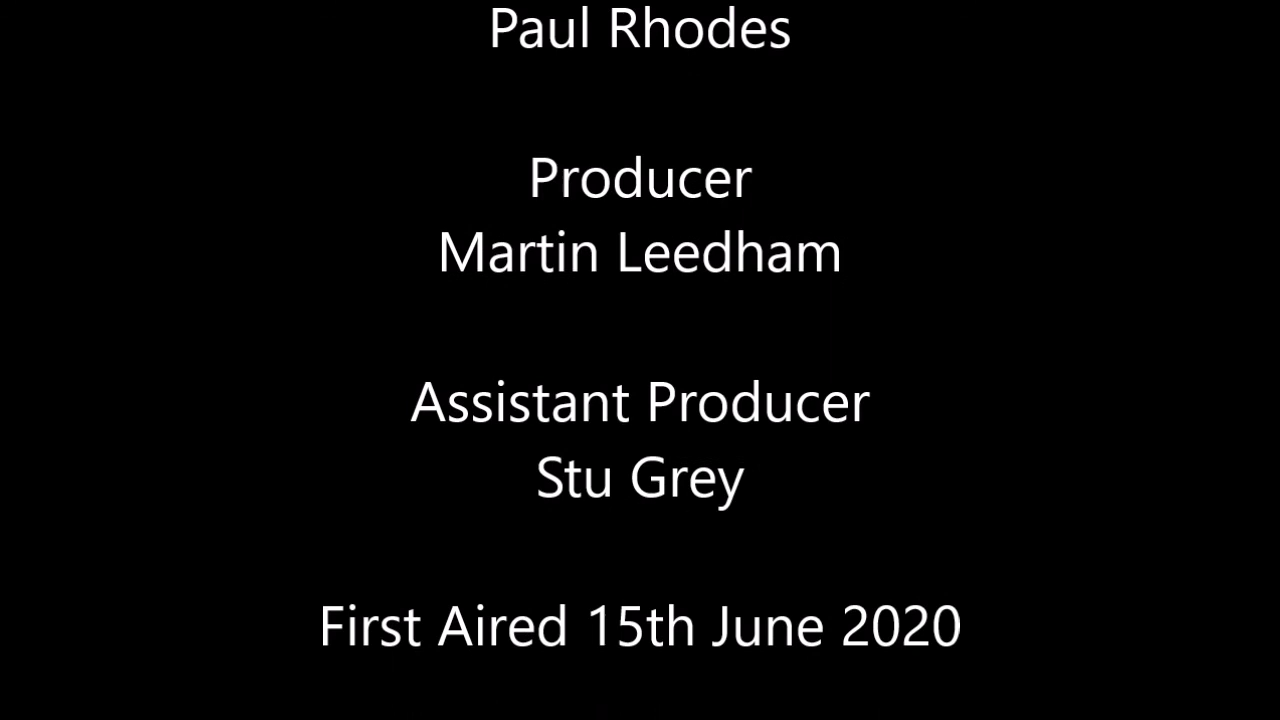 Paul Rhodes
Producer
Martin Leedham
Assistant Producer
Stu Grey
First Aired 15th June 2020